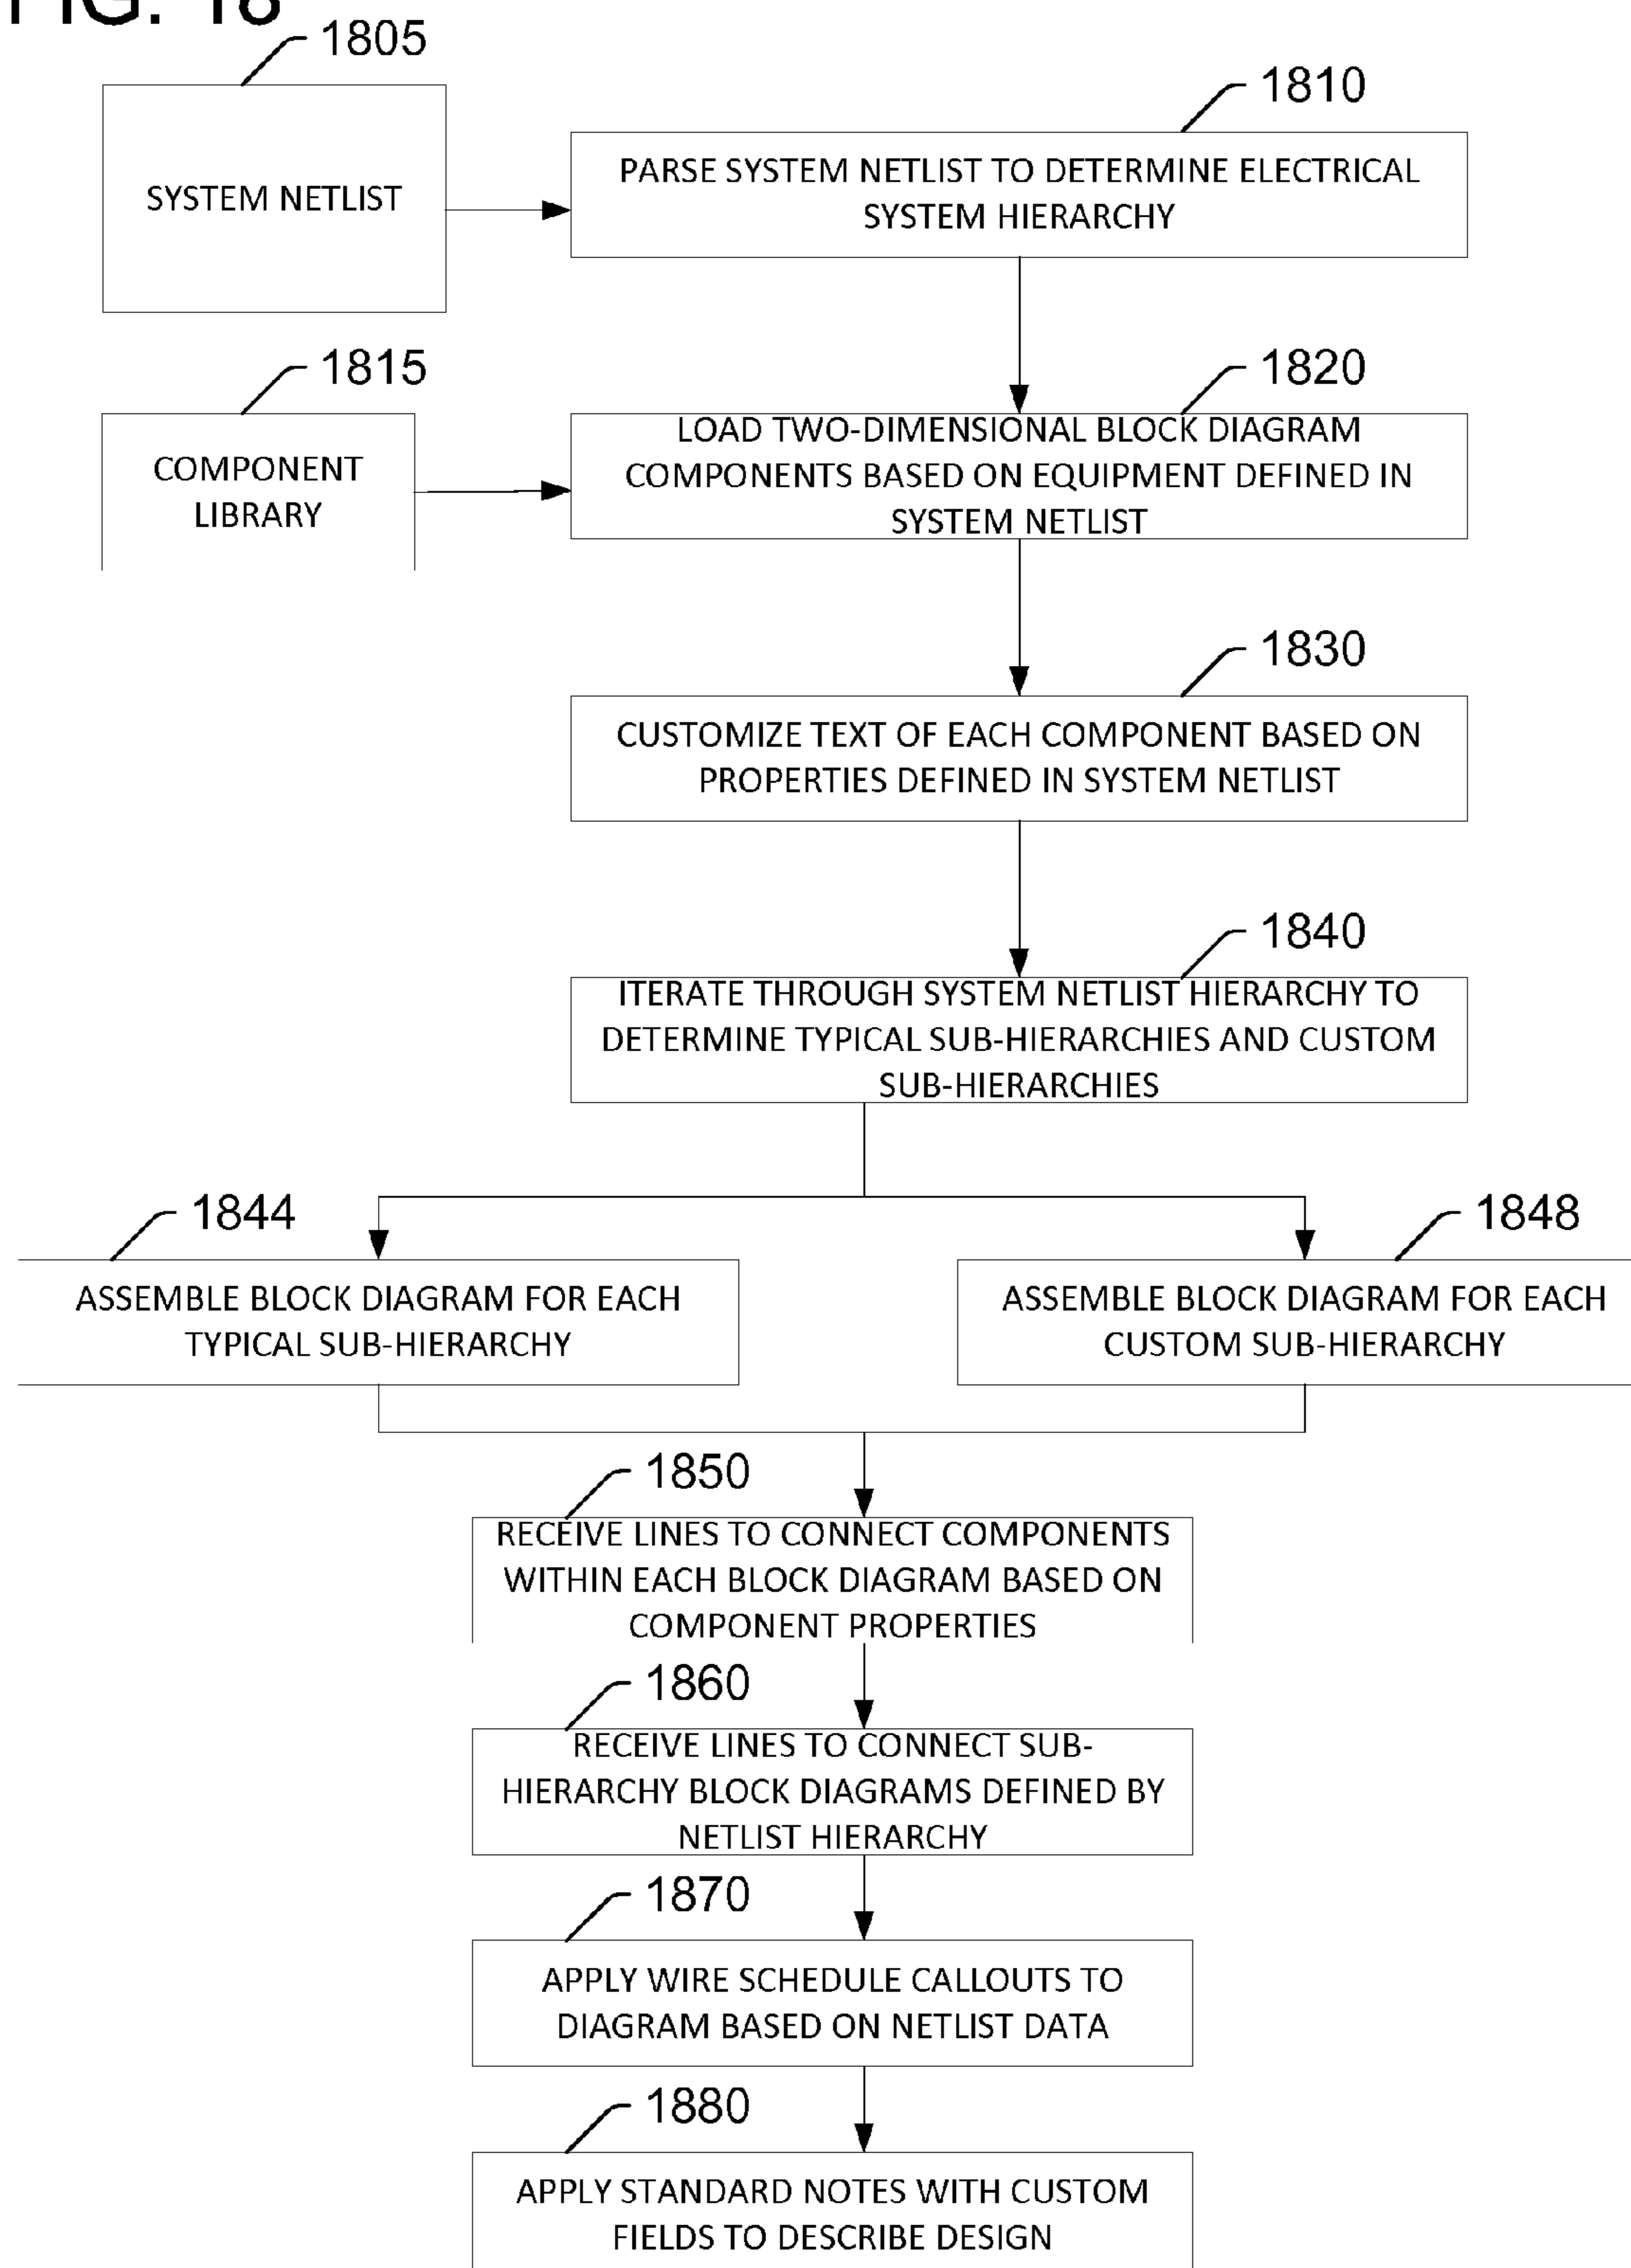 FIG. 18
1805
SYSTEM NETLIST
1810
PARSE SYSTEM NETLIST TO DETERMINE ELECTRICAL
SYSTEM HIERARCHY
1815
COMPONENT
LIBRARY
1820
LOAD TWO-DIMENSIONAL BLOCK DIAGRAM
COMPONENTS BASED ON EQUIPMENT DEFINED IN
SYSTEM NETLIST
1830
CUSTOMIZE TEXT OF EACH COMPONENT BASED ON
PROPERTIES DEFINED IN SYSTEM NETLIST
1840
ITERATE THROUGH SYSTEM NETLIST HIERARCHY TO
DETERMINE TYPICAL SUB-HIERARCHIES AND CUSTOM
SUB-HIERARCHIES
1844
ASSEMBLE BLOCK DIAGRAM FOR EACH
TYPICAL SUB-HIERARCHY
1848
ASSEMBLE BLOCK DIAGRAM FOR EACH
CUSTOM SUB-HIERARCHY
1850
RECEIVE LINES TO CONNECT COMPONENTS
WITHIN EACH BLOCK DIAGRAM BASED ON
COMPONENT PROPERTIES
1860
RECEIVE LINES TO CONNECT SUB-
HIERARCHY BLOCK DIAGRAMS DEFINED BY
NETLIST HIERARCHY
1870
APPLY WIRE SCHEDULE CALLOUTS TO
DIAGRAM BASED ON NETLIST DATA
1880
APPLY STANDARD NOTES WITH CUSTOM
FIELDS TO DESCRIBE DESIGN